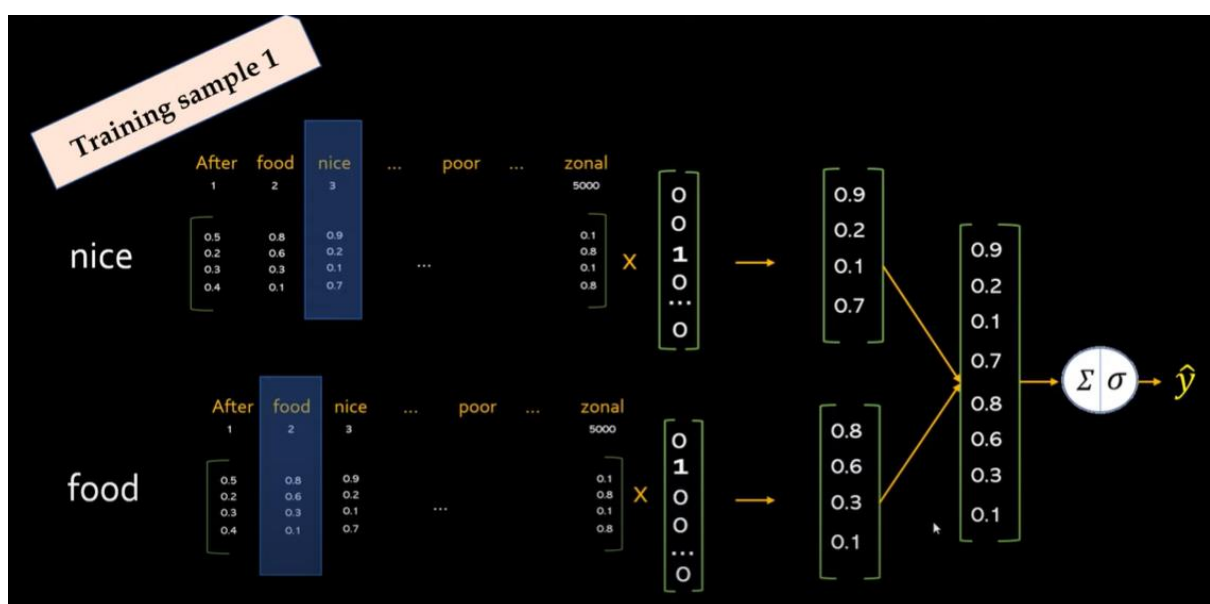 Training sample 1
After food nice ... poor ... zonal
1 2 3 5000
nice
0.5 0.8 0.9 0.1
0.2 0.6 0.2 0.8
0.3 0.3 0.1 ... 0.1
0.4 0.1 0.7 0.8
X
0
0
1
0
...
0
0.9
0.2
0.1
0.7
After food nice ... poor ... zonal
1 2 3 5000
food
0.5 0.8 0.9 0.1
0.2 0.6 0.2 0.8
0.3 0.3 0.1 ... 0.1
0.4 0.1 0.7 0.8
X
0
1
0
0
...
0
0.8
0.6
0.3
0.1
0.9
0.2
0.1
0.7
0.8
0.6
0.3
0.1
Σ σ
ŷ